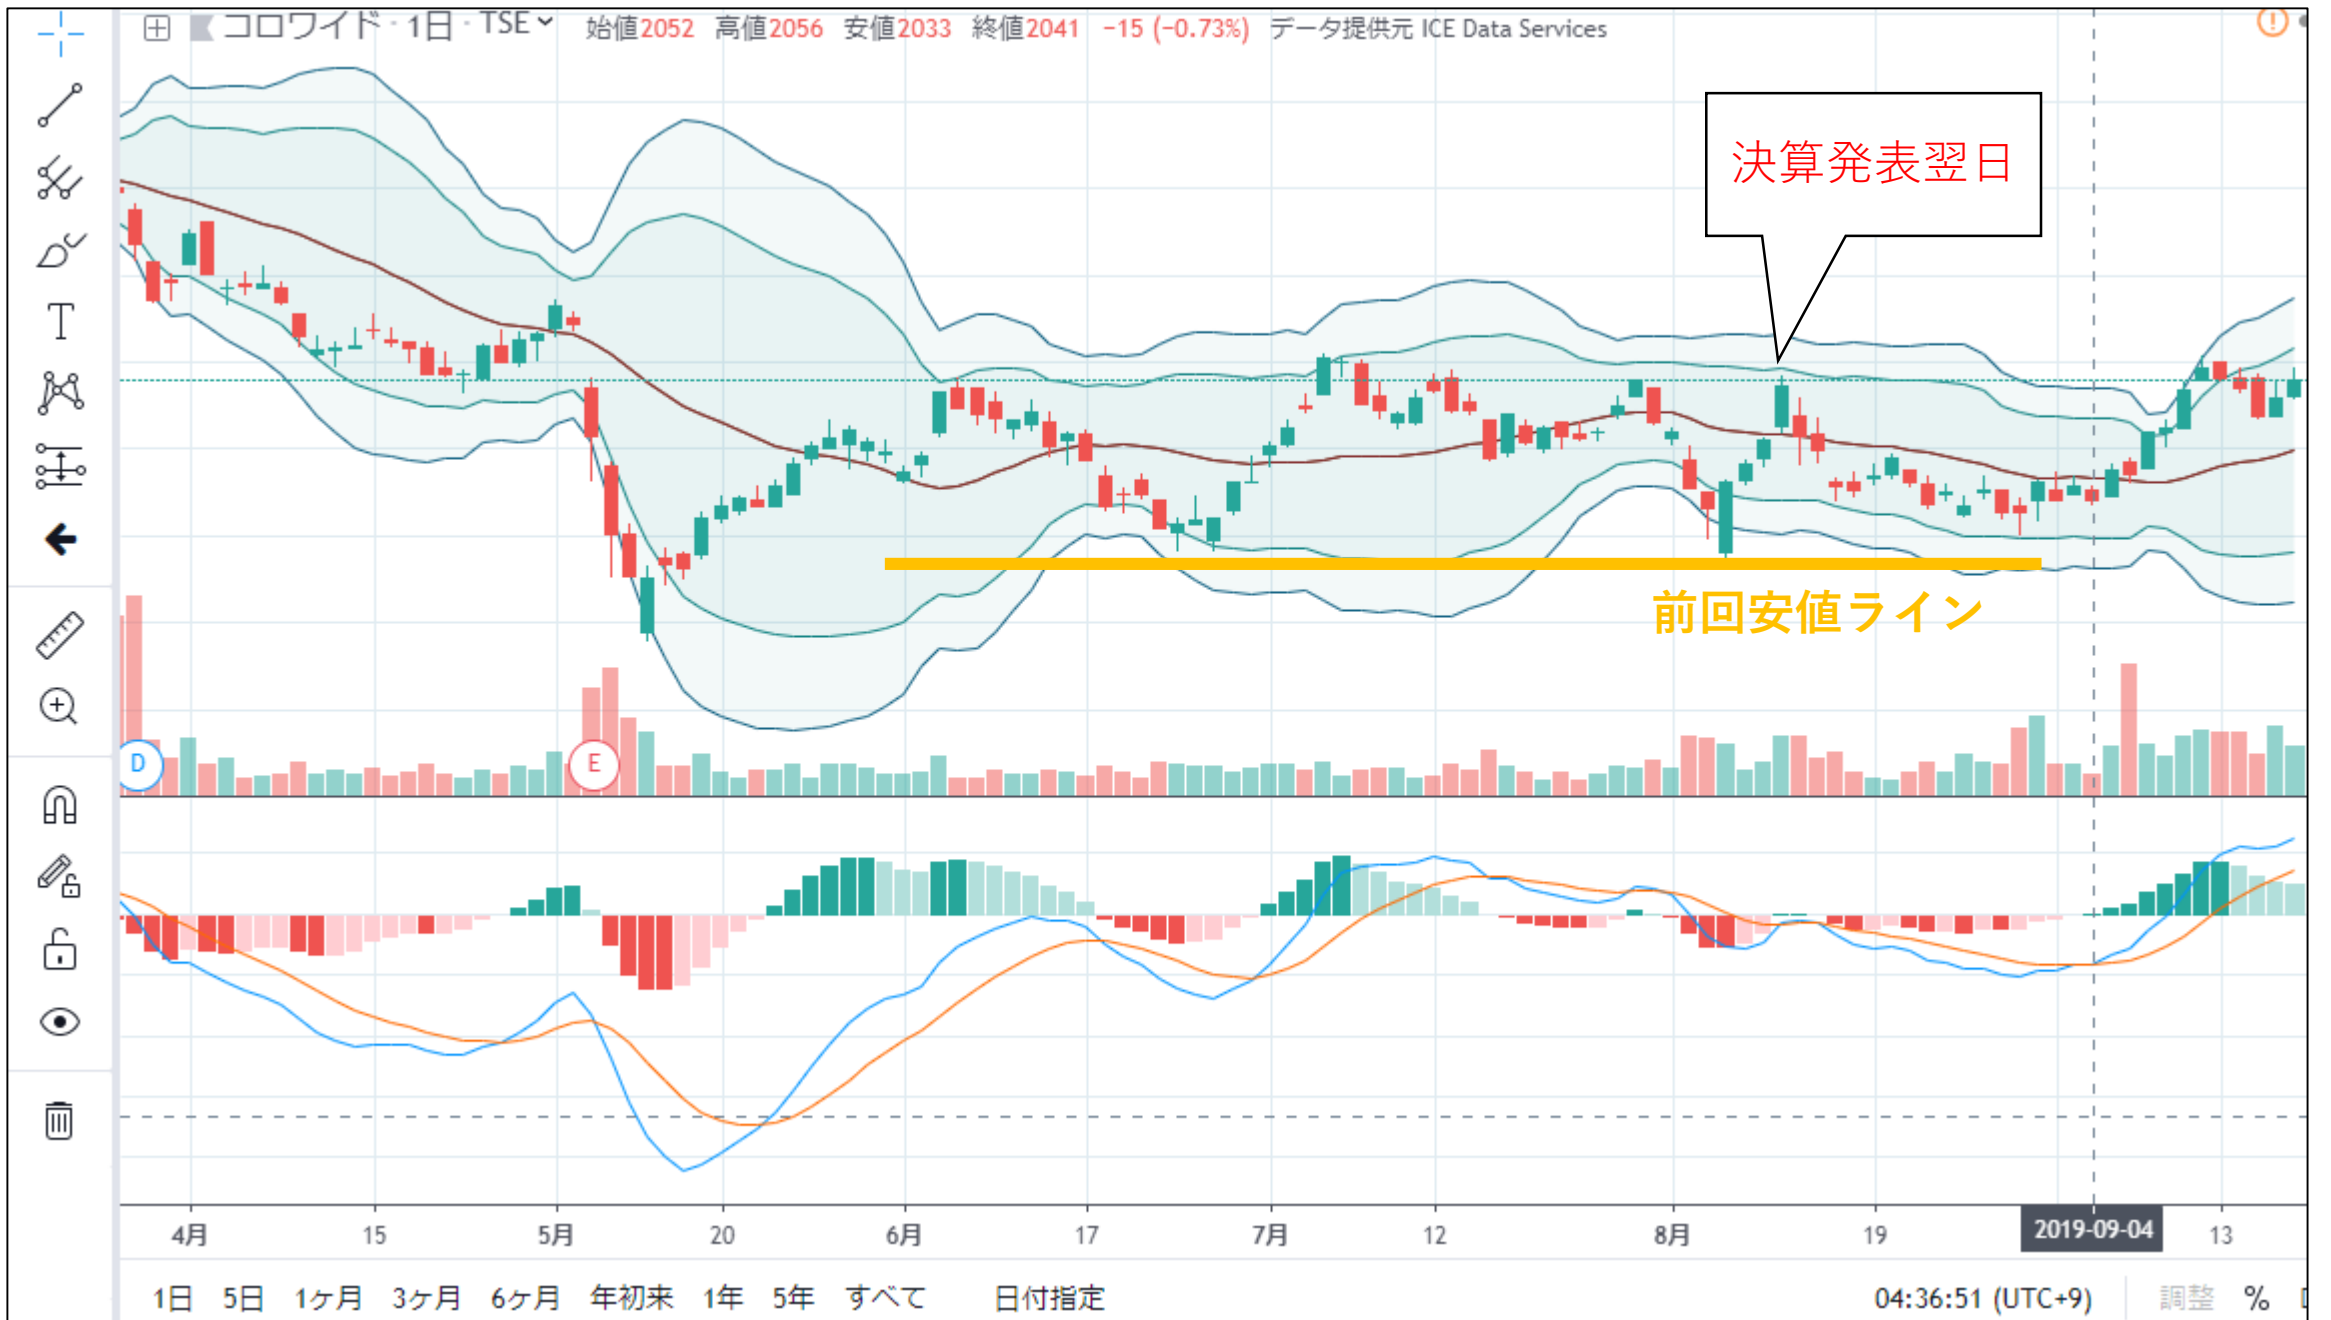 コロワイド · 1日 · TSE 始値2052 高値2056 安値2033 終値2041 −15 (−0.73%) データ提供元 ICE Data Services
決算発表翌日
T
前回安値ライン
D
E
4月 15 5月 20 6月 17 7月 12 8月 19 2019-09-04 13
1日 5日 1ヶ月 3ヶ月 6ヶ月 年初来 1年 5年 すべて 日付指定 04:36:51 (UTC+9) 調整 %